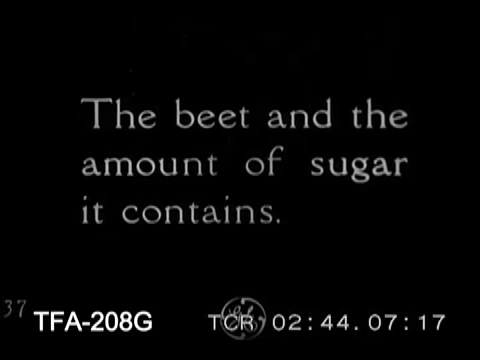 The beet and the
amount of sugar
it contains.
37
TFA-208G
TCR 02:44.07:17